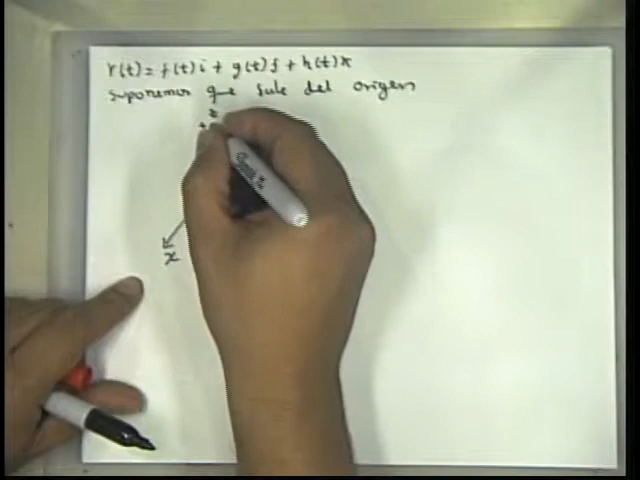 r(t) = f(t)i + g(t)j + h(t)k
suponemos que sale del origen
z
x